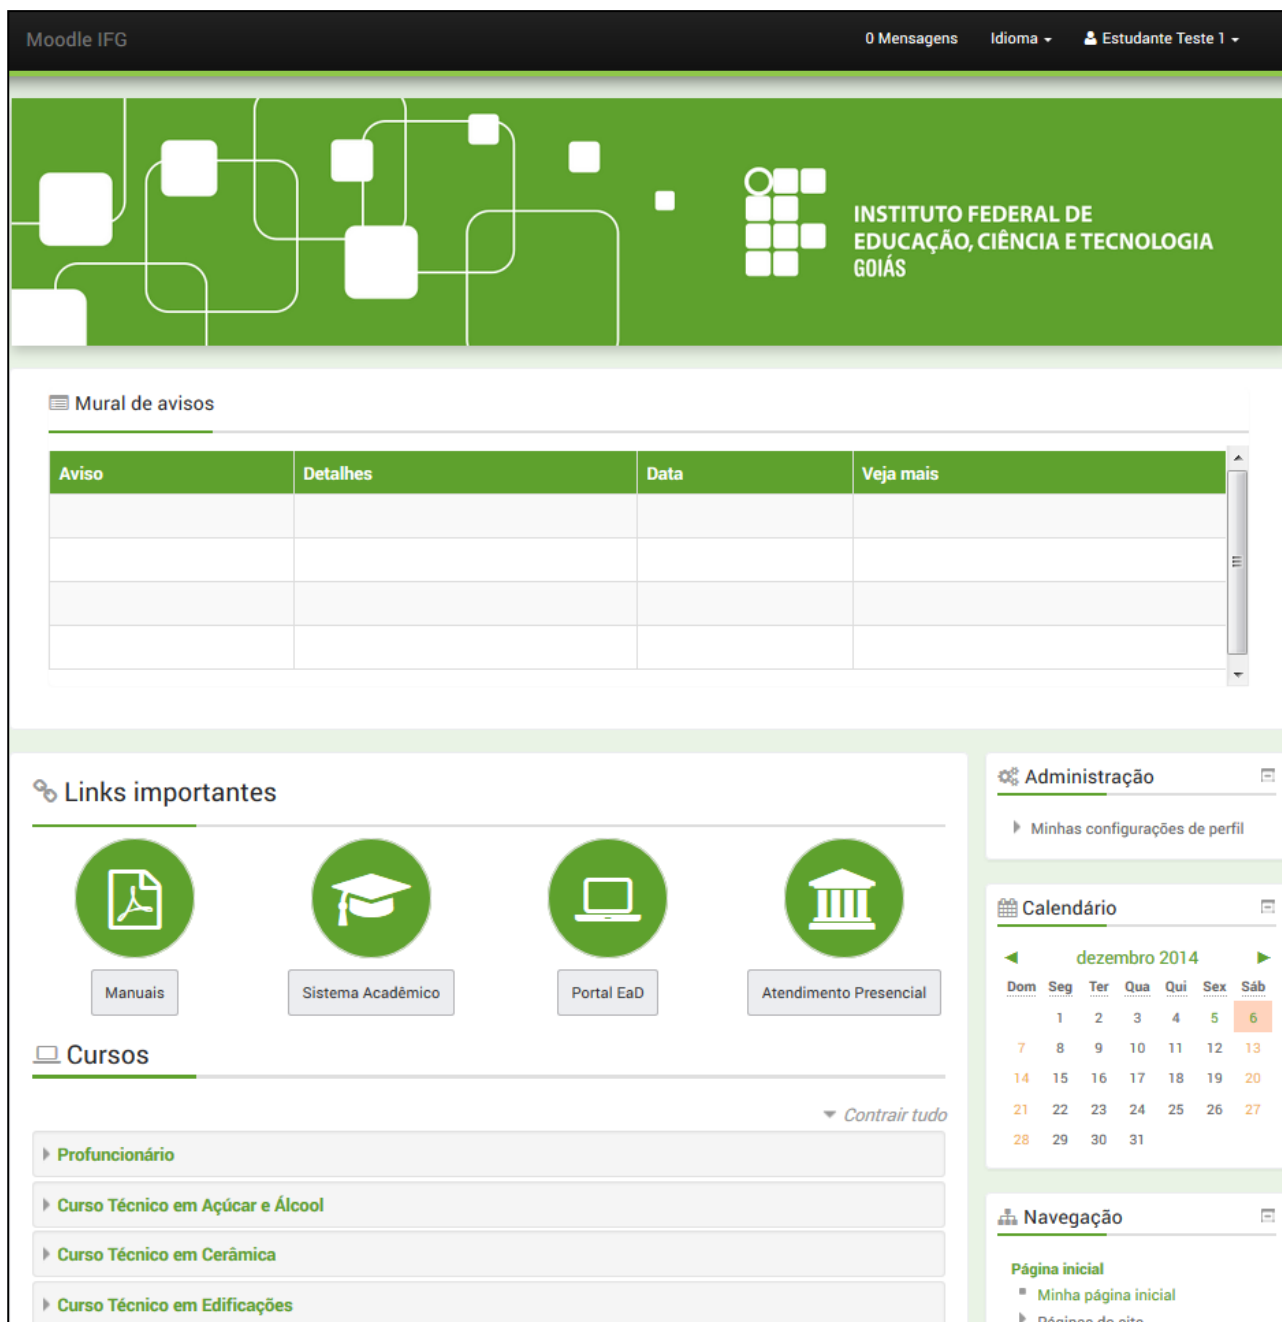 Moodle IFG
0 Mensagens Idioma Estudante Teste 1
INSTITUTO FEDERAL DE
EDUCAÇÃO, CIÊNCIA E TECNOLOGIA
GOIÁS
Mural de avisos
Aviso Detalhes Data Veja mais
Links importantes
Manuais Sistema Acadêmico Portal EaD Atendimento Presencial
Cursos
Contrair tudo
Profuncionário
Curso Técnico em Açúcar e Álcool
Curso Técnico em Cerâmica
Curso Técnico em Edificações
Administração
Minhas configurações de perfil
Calendário
dezembro 2014
Dom Seg Ter Qua Qui Sex Sáb
1 2 3 4 5 6
7 8 9 10 11 12 13
14 15 16 17 18 19 20
21 22 23 24 25 26 27
28 29 30 31
Navegação
Página inicial
Minha página inicial
Páginas do site